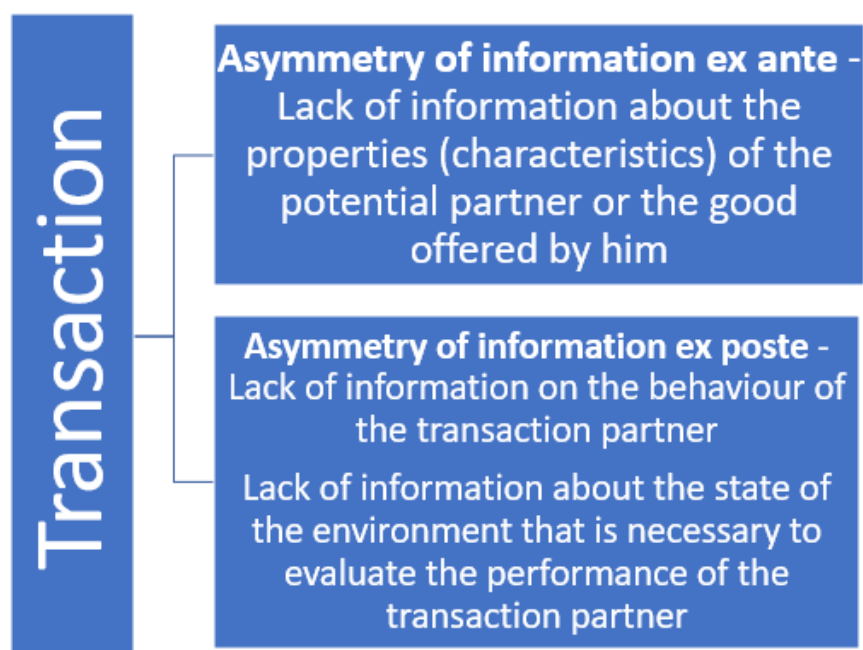 Transaction
Asymmetry of information ex ante -
Lack of information about the
properties (characteristics) of the
potential partner or the good
offered by him
Asymmetry of information ex poste -
Lack of information on the behaviour of
the transaction partner
Lack of information about the state of
the environment that is necessary to
evaluate the performance of the
transaction partner